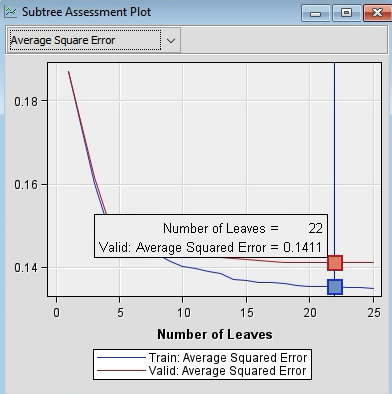 Subtree Assessment Plot
Average Square Error
0.18
0.16
0.14
Number of Leaves = 22
Valid: Average Squared Error = 0.1411
0 5 10 15 20 25
Number of Leaves
Train: Average Squared Error
Valid: Average Squared Error